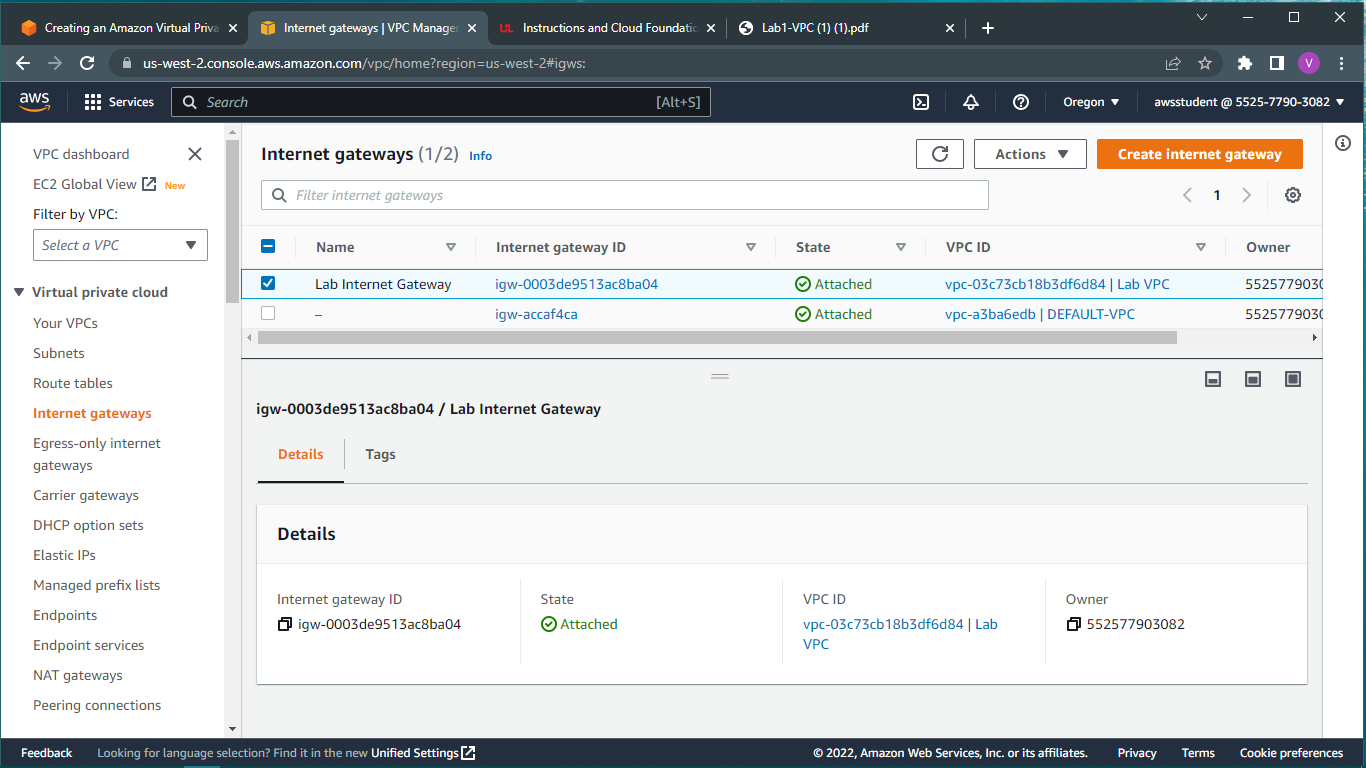 Creating an Amazon Virtual Priva
Internet gateways | VPC Manager
UL Instructions and Cloud Foundatio
Lab1-VPC (1) (1).pdf
us-west-2.console.aws.amazon.com/vpc/home?region=us-west-2#igws:
V
aws
Services
Search
[Alt+S]
Oregon
awsstudent @ 5525-7790-3082
VPC dashboard
EC2 Global View New
Filter by VPC:
Select a VPC
Virtual private cloud
Your VPCs
Subnets
Route tables
Internet gateways
Egress-only internet
gateways
Carrier gateways
DHCP option sets
Elastic IPs
Managed prefix lists
Endpoints
Endpoint services
NAT gateways
Peering connections
Internet gateways (1/2) Info
Actions
Create internet gateway
Filter internet gateways
1
Name Internet gateway ID State VPC ID Owner
Lab Internet Gateway igw-0003de9513ac8ba04 Attached vpc-03c73cb18b3df6d84 | Lab VPC 5525779030
– igw-accaf4ca Attached vpc-a3ba6edb | DEFAULT-VPC 5525779030
igw-0003de9513ac8ba04 / Lab Internet Gateway
Details Tags
Details
Internet gateway ID
igw-0003de9513ac8ba04
State
Attached
VPC ID
vpc-03c73cb18b3df6d84 | Lab
VPC
Owner
552577903082
Feedback Looking for language selection? Find it in the new Unified Settings © 2022, Amazon Web Services, Inc. or its affiliates. Privacy Terms Cookie preferences